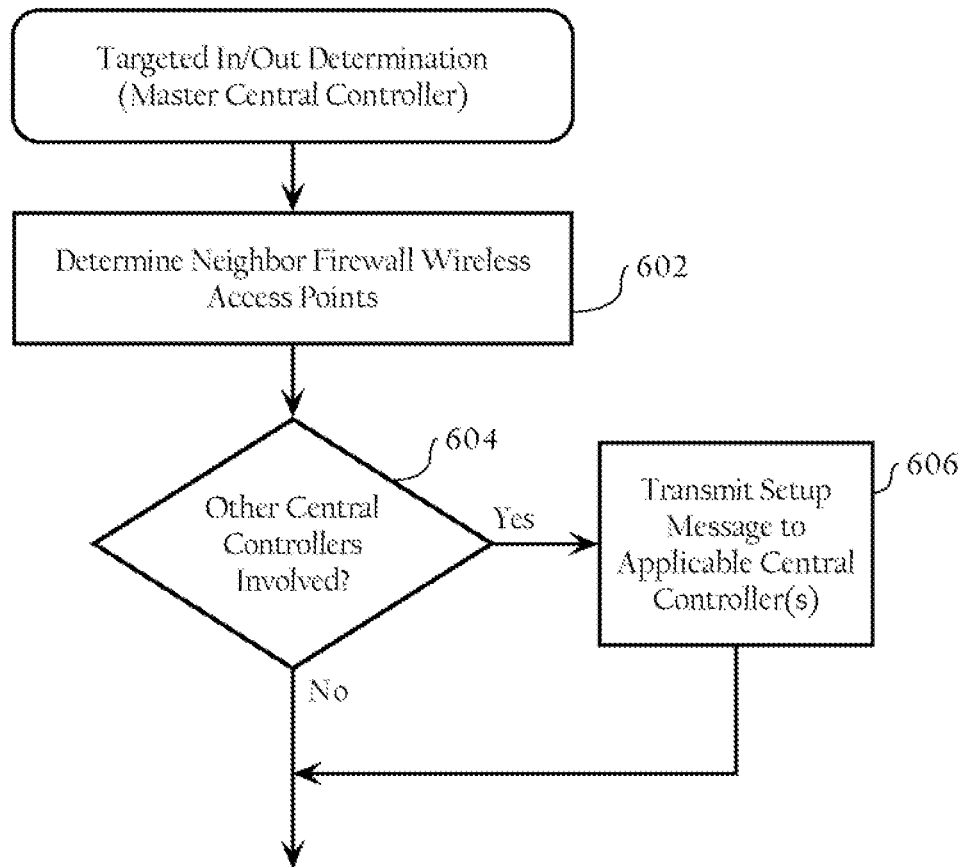 Targeted In/Out Determination
(Master Central Controller)
Determine Neighbor Firewall Wireless
Access Points
602
604
Other Central
Controllers
Involved?
Yes
606
Transmit Setup
Message to
Applicable Central
Controller(s)
No